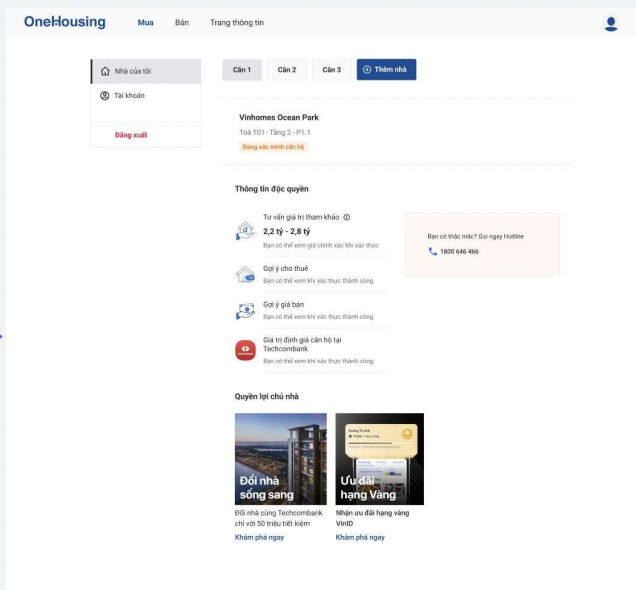 OneHousing
Mua
Bán
Trang thông tin
Nhà của tôi
Tài khoản
Đăng xuất
Căn 1
Căn 2
Căn 3
Thêm nhà
Vinhomes Ocean Park
Toà T01 - Tầng 2 - P1.1
Đang xác minh căn hộ
Thông tin độc quyền
Tư vấn giá trị tham khảo
2,2 tỷ - 2,8 tỷ
Bạn có thể xem giá chính xác khi xác thực
Gợi ý cho thuê
Bạn có thể xem khi xác thực thành công
Gợi ý giá bán
Bạn có thể xem khi xác thực thành công
Giá trị định giá căn hộ tại
Techcombank
Bạn có thể xem khi xác thực thành công
Bạn có thắc mắc? Gọi ngay Hotline
1800 646 466
Quyền lợi chủ nhà
Đổi nhà
sống sang
Đổi nhà cùng Techcombank
chỉ với 50 triệu tiết kiệm
Khám phá ngay
Ưu đãi
hạng Vàng
Nhận ưu đãi hạng vàng
VinID
Khám phá ngay